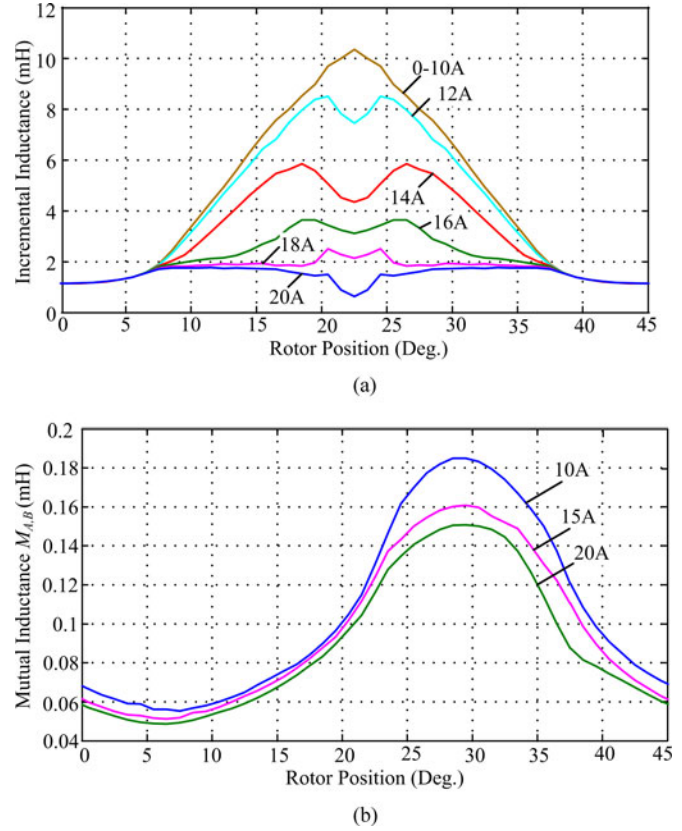 12
10
8
6
4
2
0
Incremental Inductance (mH)
0-10A
12A
14A
16A
18A
20A
0 5 10 15 20 25 30 35 40 45
Rotor Position (Deg.)
(a)
0.2
0.18
0.16
0.14
0.12
0.1
0.08
0.06
0.04
Mutual Inductance M_{A,B} (mH)
10A
15A
20A
0 5 10 15 20 25 30 35 40 45
Rotor Position (Deg.)
(b)